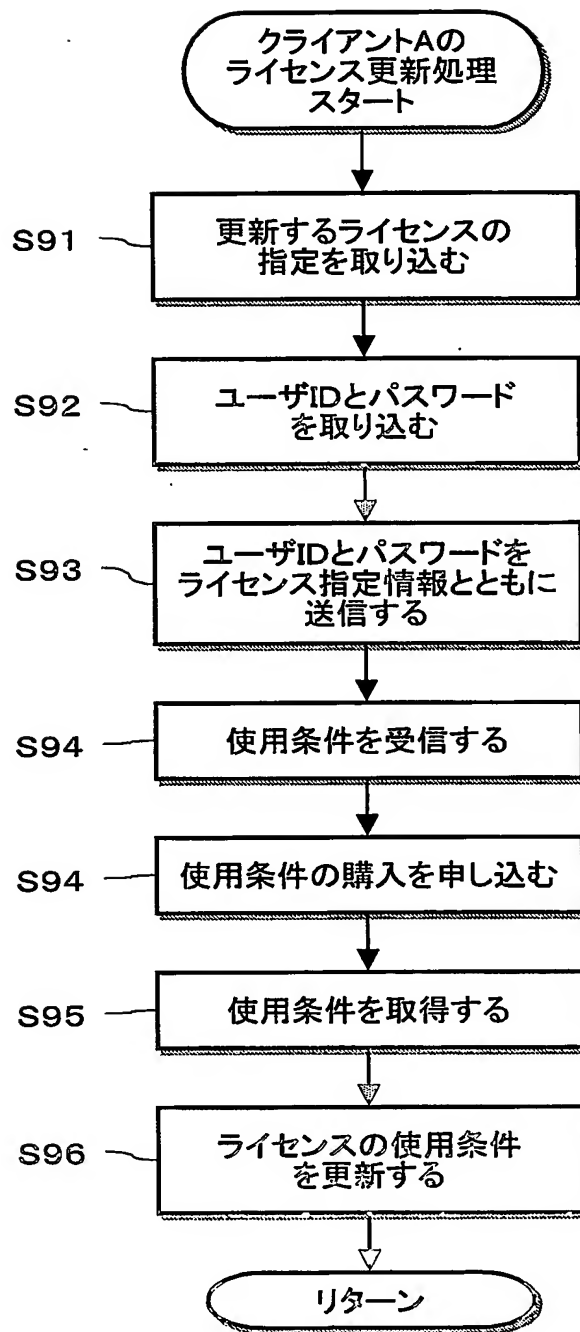 クライアントAの
ライセンス更新処理
スタート
S91
更新するライセンスの
指定を取り込む
S92
ユーザIDとパスワード
を取り込む
S93
ユーザIDとパスワードを
ライセンス指定情報とともに
送信する
S94
使用条件を受信する
S94
使用条件の購入を申し込む
S95
使用条件を取得する
S96
ライセンスの使用条件
を更新する
リターン